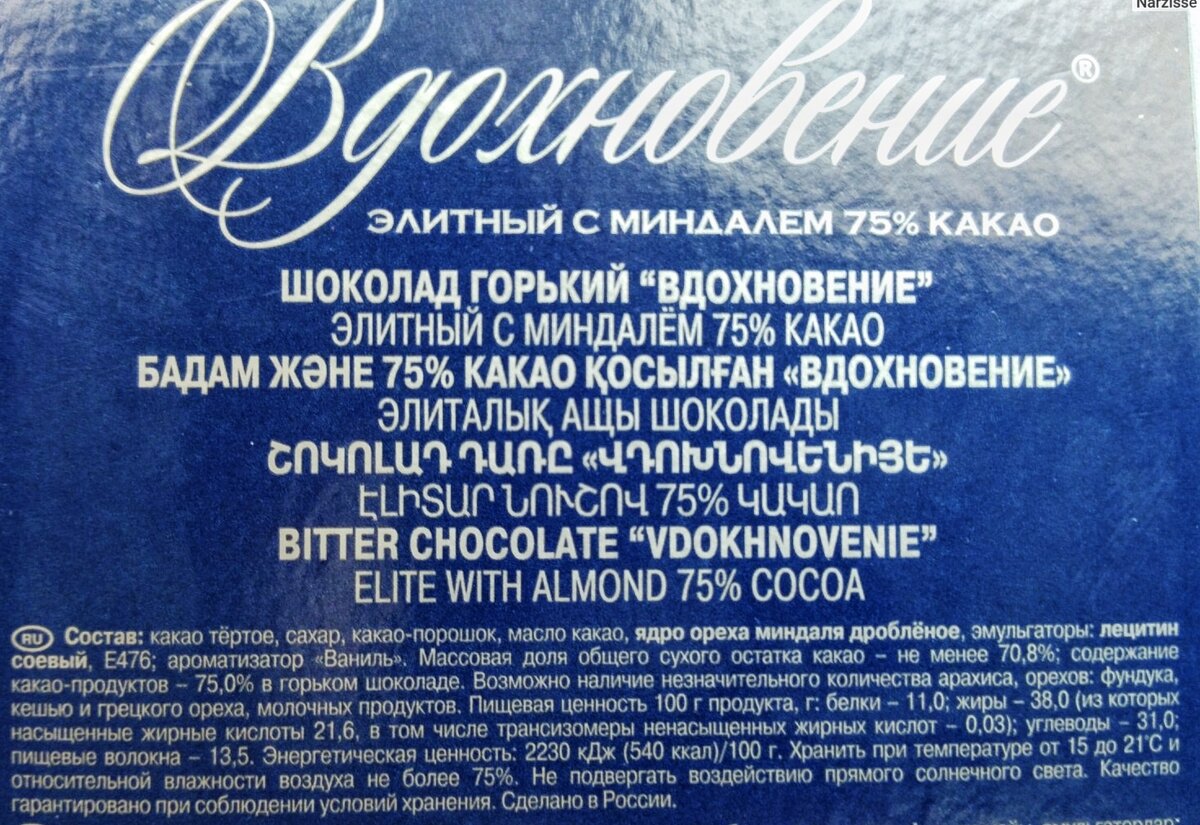 Narzisse
Вдохновение®
ЭЛИТНЫЙ С МИНДАЛЕМ 75% КАКАО
ШОКОЛАД ГОРЬКИЙ “ВДОХНОВЕНИЕ”
ЭЛИТНЫЙ С МИНДАЛЁМ 75% КАКАО
БАДАМ ЖӘНЕ 75% КАКАО ҚОСЫЛҒАН «ВДОХНОВЕНИЕ»
ЭЛИТАЛЫҚ АЩЫ ШОКОЛАДЫ
ՇՈԿՈԼԱԴ ԴԱՌԸ «ՎԴՈԽՆՈՎԵՆԻՅԵ»
ԷԼԻՏԱՐ ՆՈՒՇՈՎ 75% ԿԱԿԱՈ
BITTER CHOCOLATE “VDOKHNOVENIE”
ELITE WITH ALMOND 75% COCOA
RU Состав: какао тёртое, сахар, какао-порошок, масло какао, ядро ореха миндаля дроблёное, эмульгаторы: лецитин
соевый, Е476; ароматизатор «Ваниль». Массовая доля общего сухого остатка какао – не менее 70,8%; содержание
какао-продуктов – 75,0% в горьком шоколаде. Возможно наличие незначительного количества арахиса, орехов: фундука,
кешью и грецкого ореха, молочных продуктов. Пищевая ценность 100 г продукта, г: белки – 11,0; жиры – 38,0 (из которых
насыщенные жирные кислоты 21,6, в том числе трансизомеры ненасыщенных жирных кислот – 0,03); углеводы – 31,0;
пищевые волокна – 13,5. Энергетическая ценность: 2230 кДж (540 ккал)/100 г. Хранить при температуре от 15 до 21°С и
относительной влажности воздуха не более 75%. Не подвергать воздействию прямого солнечного света. Качество
гарантировано при соблюдении условий хранения. Сделано в России.